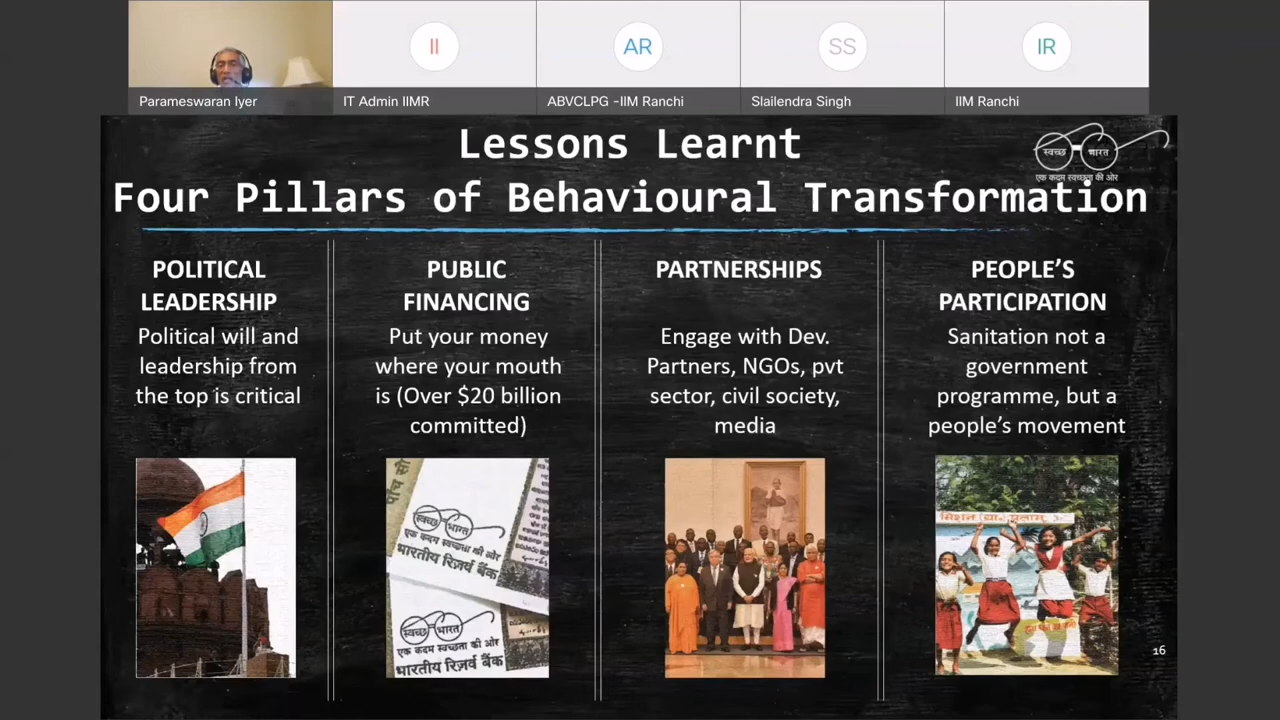 II
AR
SS
IR
Parameswaran Iyer
IT Admin IIMR
ABVCLPG -IIM Ranchi
Slailendra Singh
IIM Ranchi
Lessons Learnt
Four Pillars of Behavioural Transformation
स्वच्छ भारत
एक कदम स्वच्छता की ओर
POLITICAL
LEADERSHIP
Political will and
leadership from
the top is critical
PUBLIC
FINANCING
Put your money
where your mouth
is (Over $20 billion
committed)
PARTNERSHIPS
Engage with Dev.
Partners, NGOs, pvt
sector, civil society,
media
PEOPLE’S
PARTICIPATION
Sanitation not a
government
programme, but a
people’s movement
पाँच सौ
स्वच्छ भारत
एक कदम स्वच्छता की ओर
भारतीय रिज़र्व बैंक
स्वच्छ भारत
एक कदम स्वच्छता की ओर
भारतीय रिज़र्व बैंक
मिशन
16